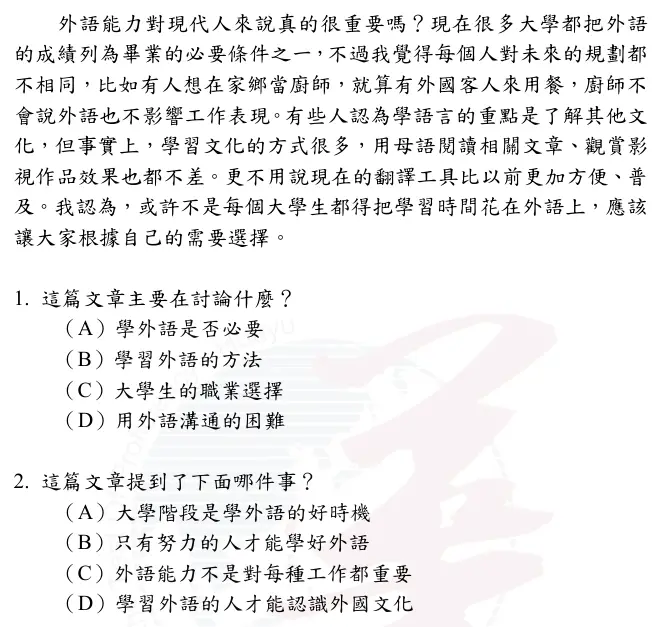 外語能力對現代人來說真的很重要嗎？現在很多大學都把外語
的成績列為畢業的必要條件之一，不過我覺得每個人對未來的規劃都
不相同，比如有人想在家鄉當廚師，就算有外國客人來用餐，廚師不
會說外語也不影響工作表現。有些人認為學語言的重點是了解其他文
化，但事實上，學習文化的方式很多，用母語閱讀相關文章、觀賞影
視作品效果也都不差。更不用說現在的翻譯工具比以前更加方便、普
及。我認為，或許不是每個大學生都得把學習時間花在外語上，應該
讓大家根據自己的需要選擇。
1. 這篇文章主要在討論什麼？
（A）學外語是否必要
（B）學習外語的方法
（C）大學生的職業選擇
（D）用外語溝通的困難
2. 這篇文章提到了下面哪件事？
（A）大學階段是學外語的好時機
（B）只有努力的人才能學好外語
（C）外語能力不是對每種工作都重要
（D）學習外語的人才能認識外國文化